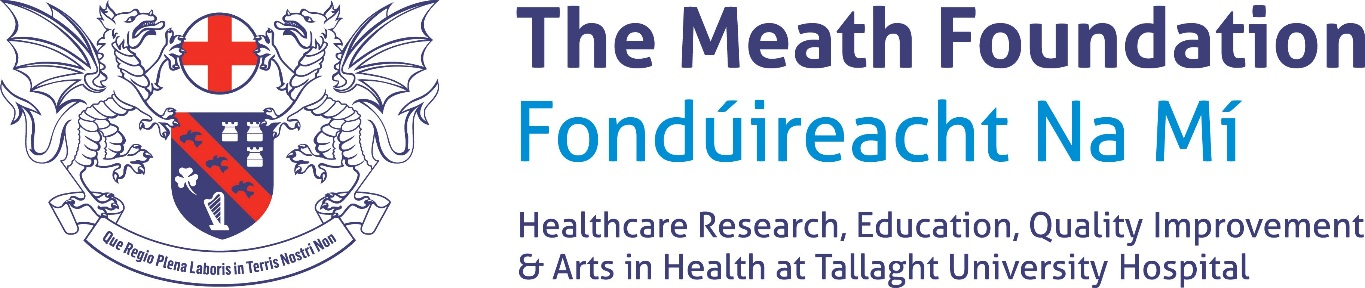 The Meath Foundation
Fondúireacht Na Mí
Healthcare Research, Education, Quality Improvement
& Arts in Health at Tallaght University Hospital
Que Regio Plena Laboris in Terris Nostri Non